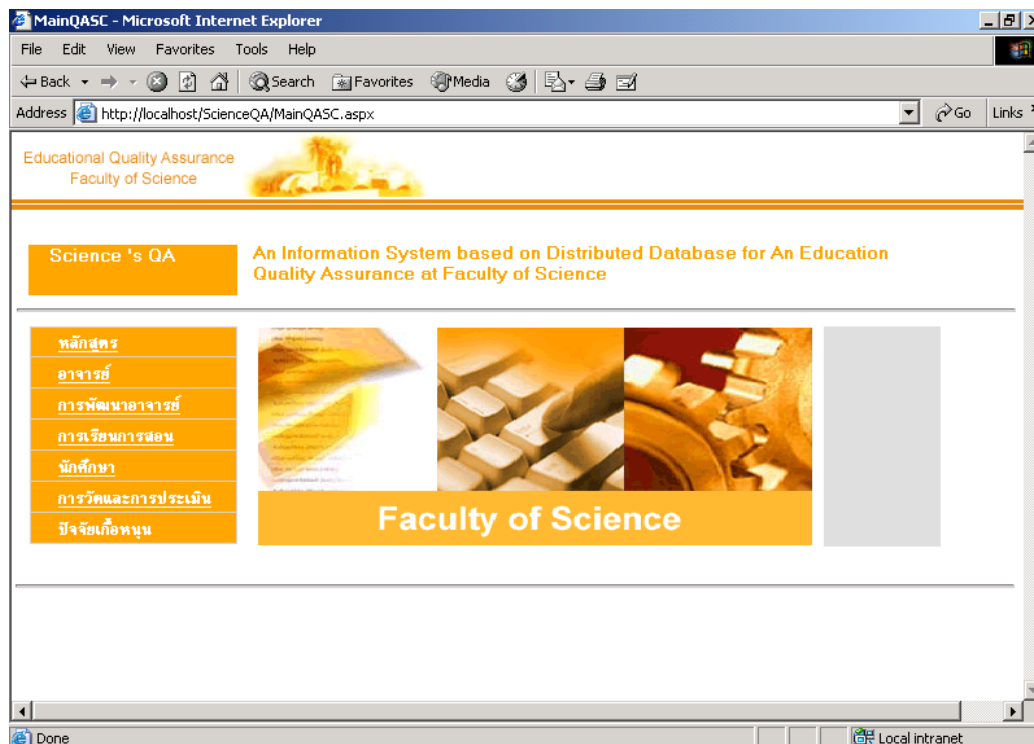 MainQASC - Microsoft Internet Explorer
File Edit View Favorites Tools Help
Back Search Favorites Media
Address http://localhost/ScienceQA/MainQASC.aspx Go Links
Educational Quality Assurance
Faculty of Science
Science 's QA
An Information System based on Distributed Database for An Education
Quality Assurance at Faculty of Science
หลักสูตร
อาจารย์
การพัฒนาอาจารย์
การเรียนการสอน
นักศึกษา
การวัดและการประเมิน
ปัจจัยเกื้อหนุน
Faculty of Science
Done Local intranet